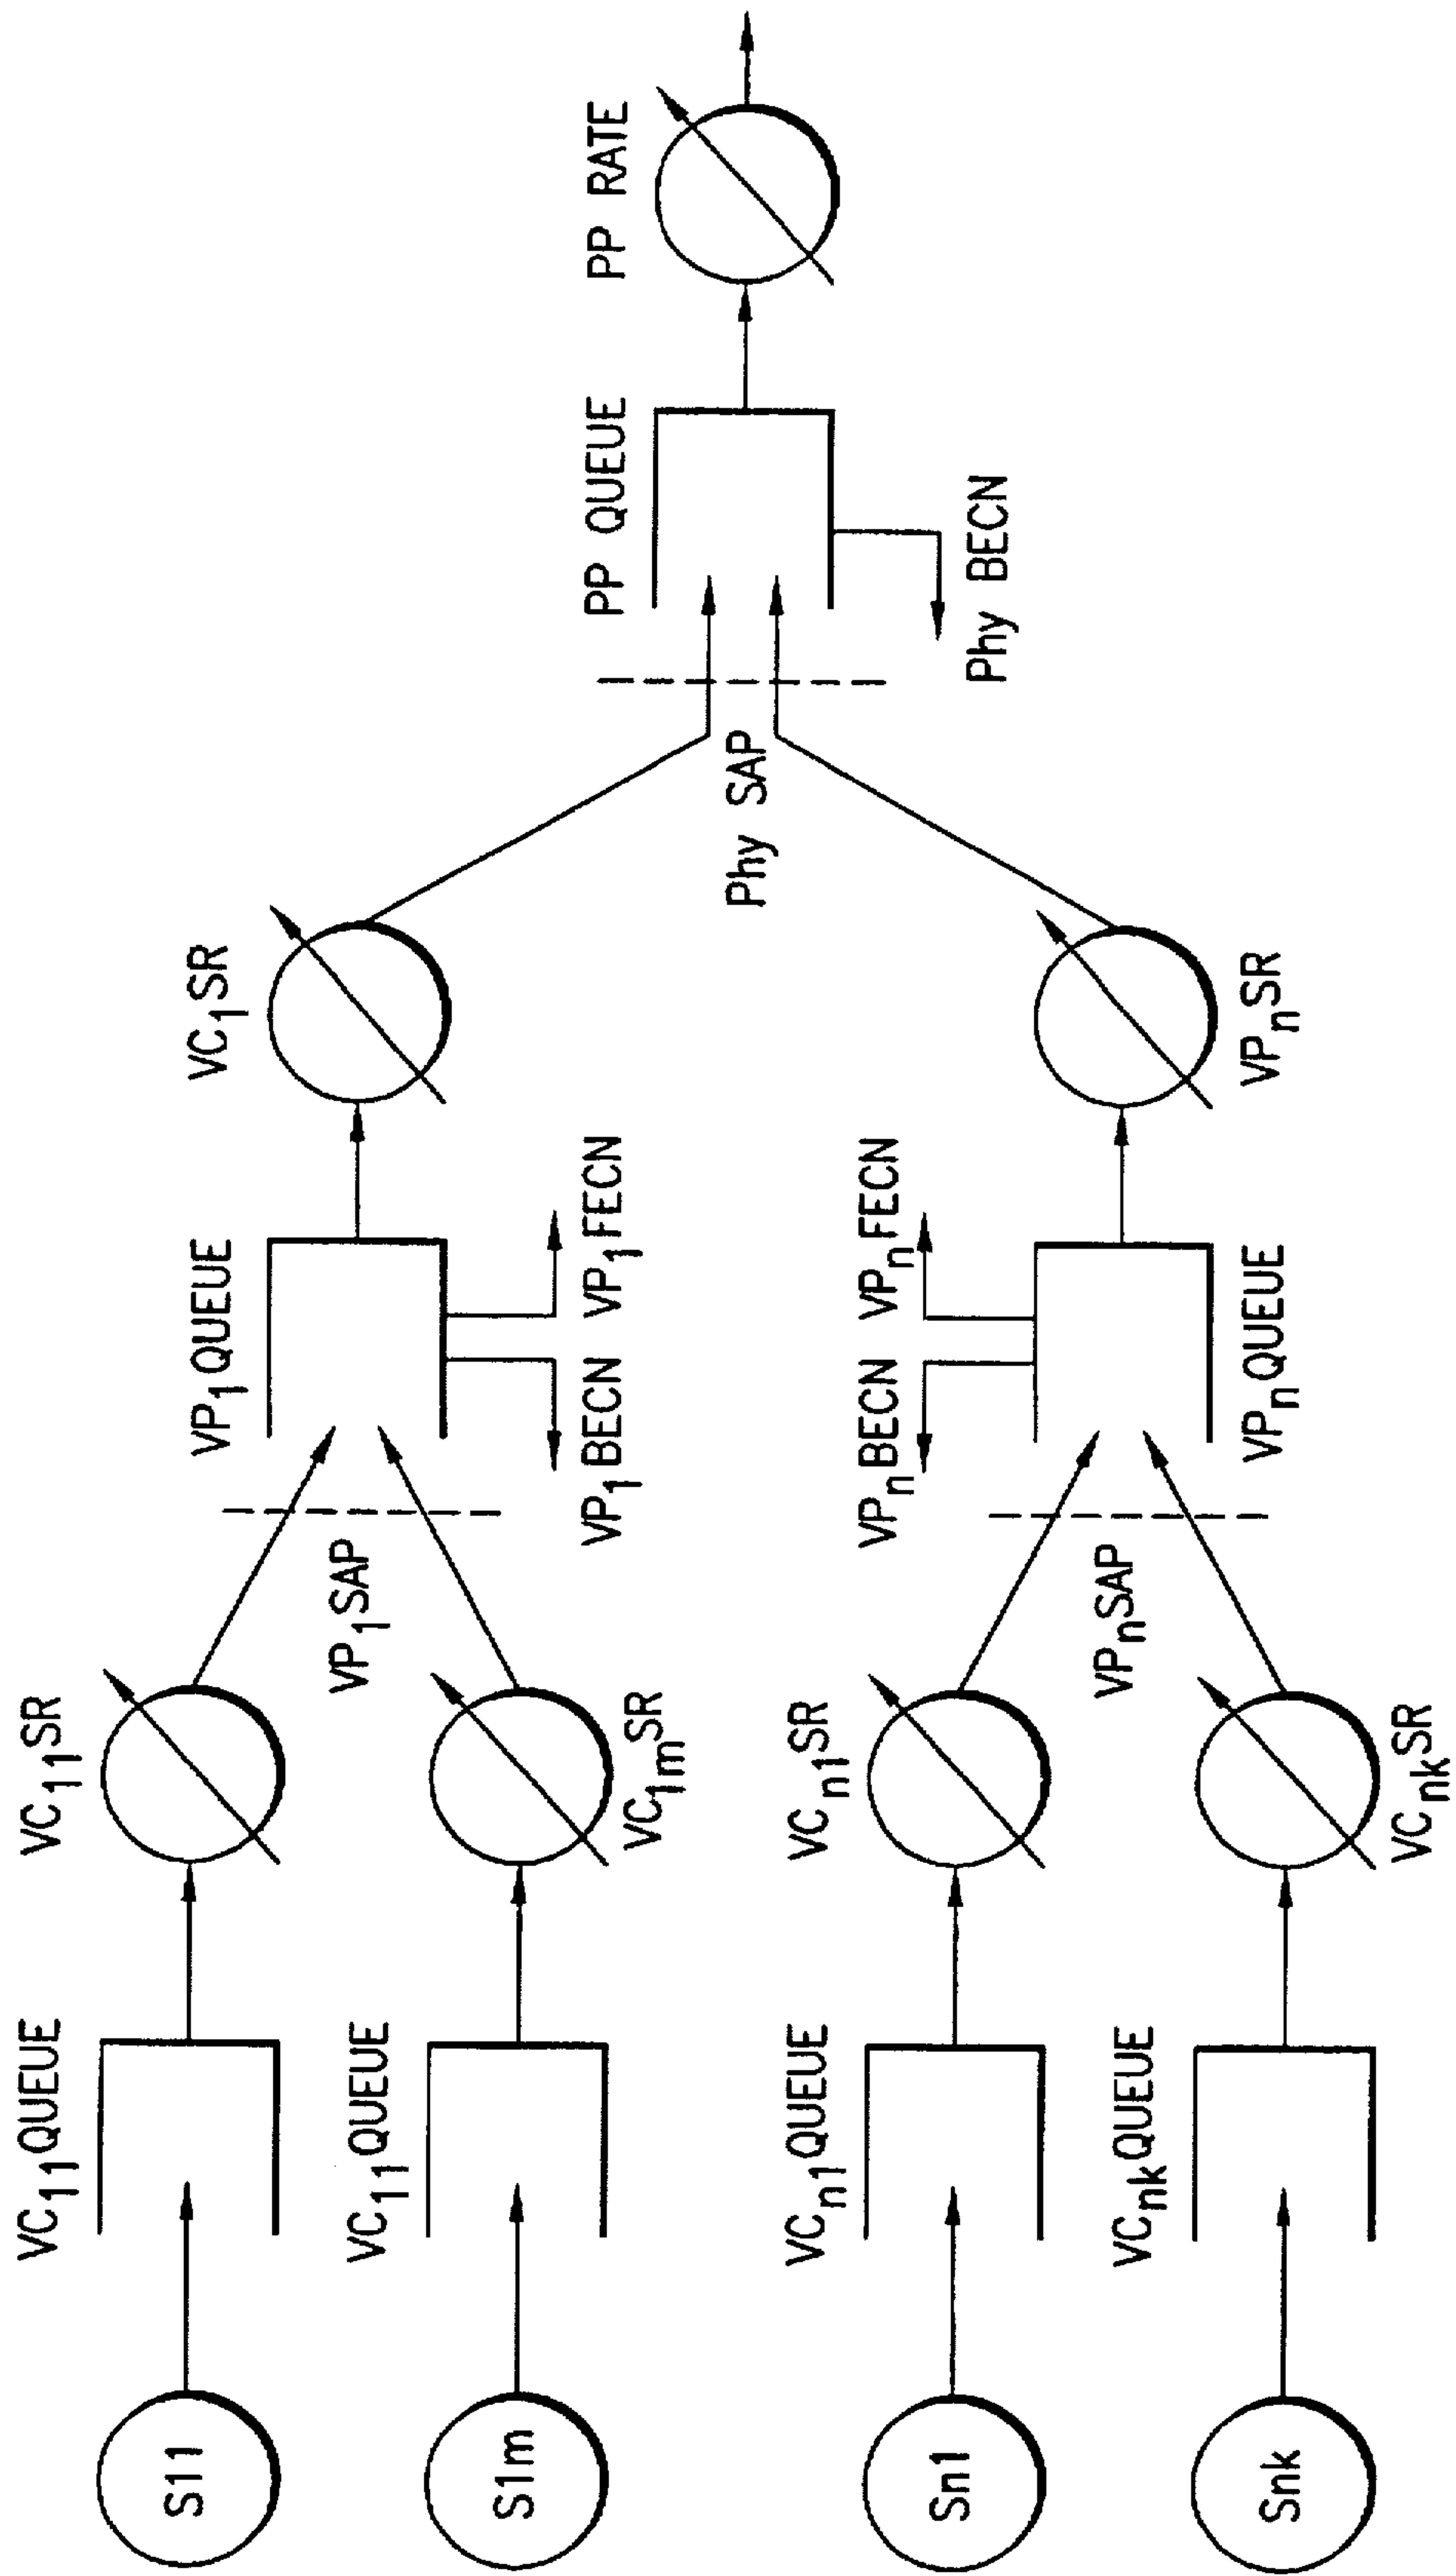 S11
VC11QUEUE
VC11SR
S1m
VC11QUEUE
VC1mSR
VP1SAP
VP1QUEUE
VP1BECN
VP1FECN
VC1SR
Sn1
VCn1QUEUE
VCn1SR
Snk
VCnkQUEUE
VCnkSR
VPnSAP
VPnBECN
VPnFECN
VPnQUEUE
VPnSR
Phy SAP
PP QUEUE
Phy BECN
PP RATE